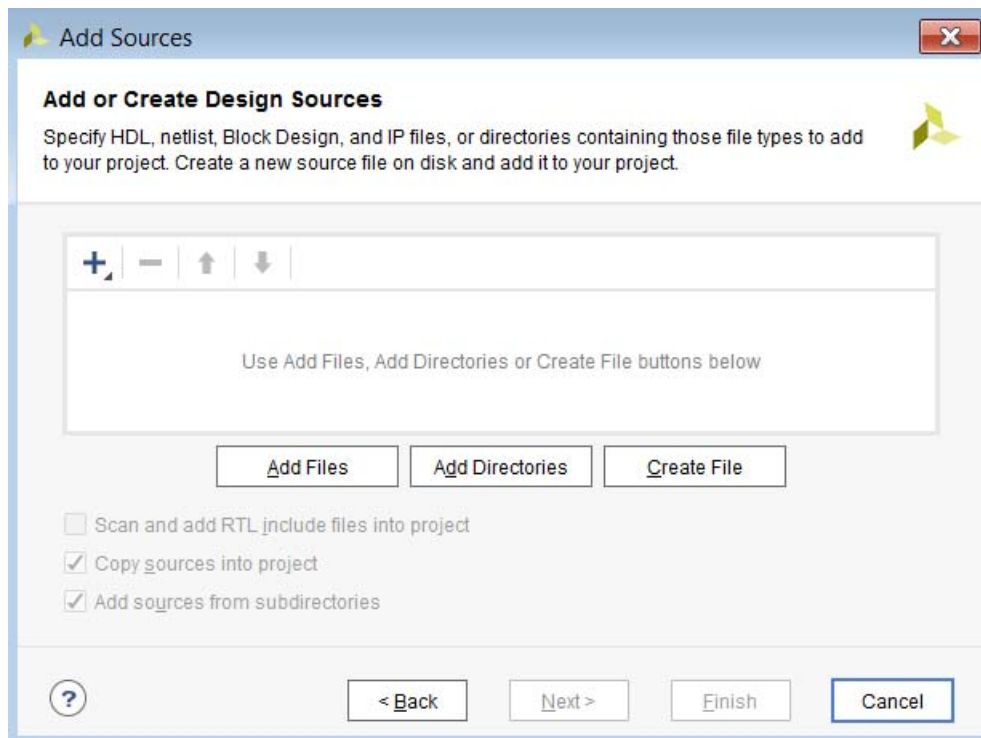 Add Sources
Add or Create Design Sources
Specify HDL, netlist, Block Design, and IP files, or directories containing those file types to add
to your project. Create a new source file on disk and add it to your project.
Use Add Files, Add Directories or Create File buttons below
Add Files Add Directories Create File
Scan and add RTL include files into project
Copy sources into project
Add sources from subdirectories
? < Back Next > Finish Cancel